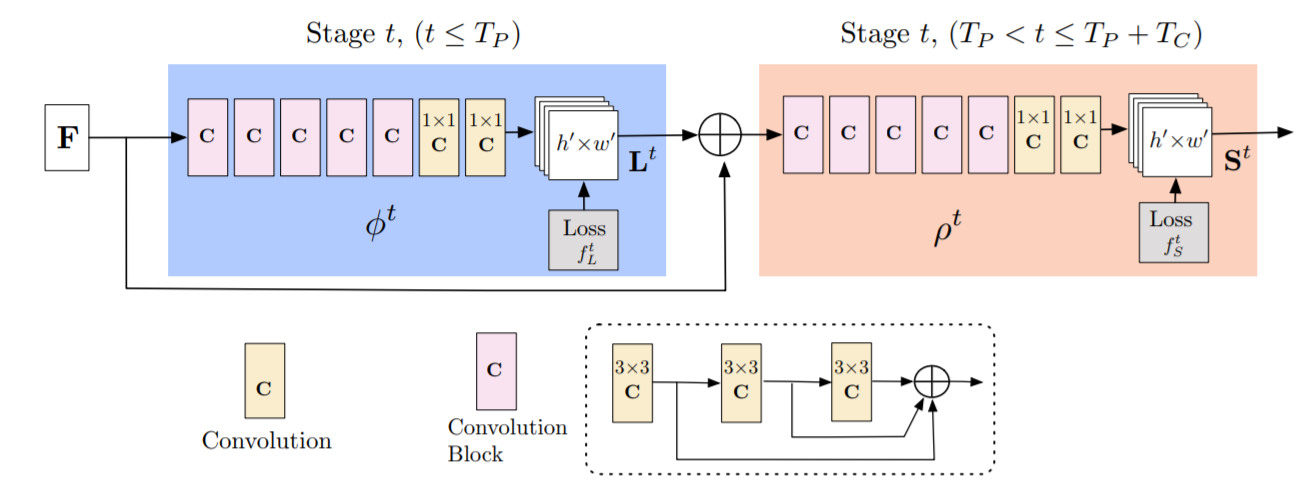 Stage t, (t ≤ T_P)
Stage t, (T_P < t ≤ T_P + T_C)
F
C C C C C 1×1 C 1×1 C
h′×w′
L^t
ϕ^t
Loss
f_L^t
C C C C C 1×1 C 1×1 C
h′×w′
S^t
ρ^t
Loss
f_S^t
C
Convolution
C
Convolution
Block
3×3 3×3 3×3
C C C